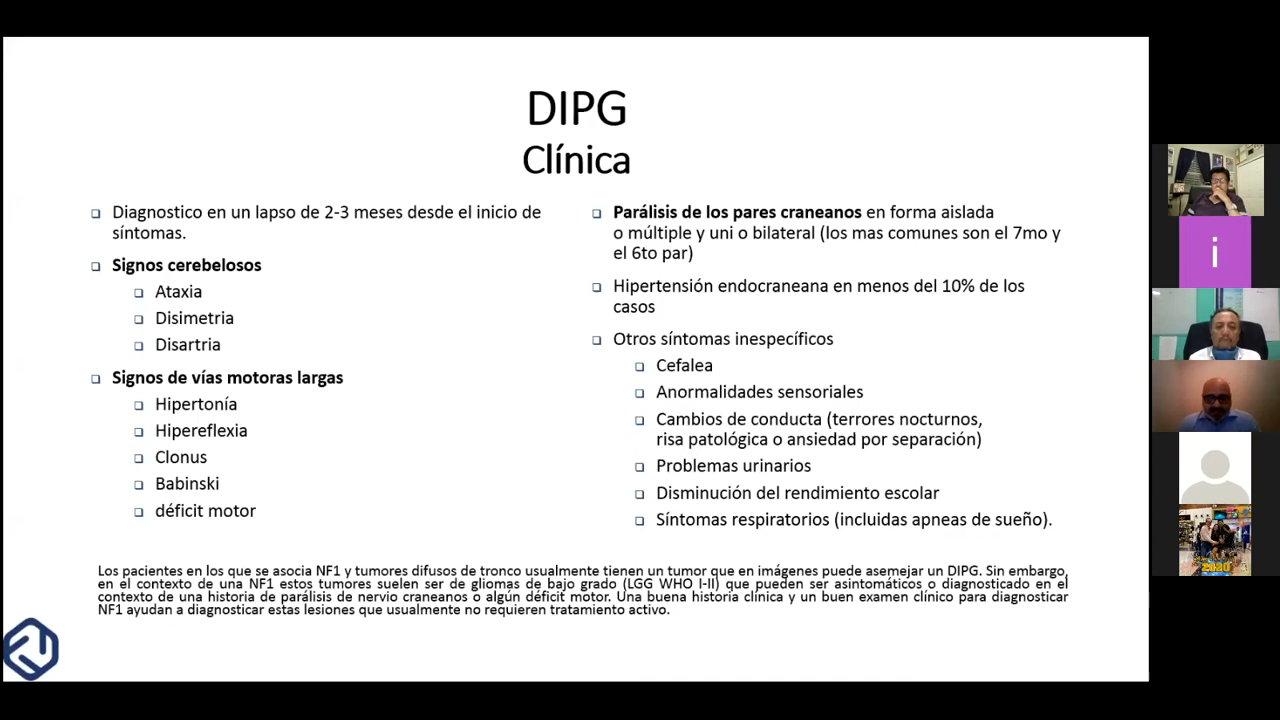 DIPG
Clínica
Diagnostico en un lapso de 2-3 meses desde el inicio de
síntomas.
Signos cerebelosos
Ataxia
Disimetria
Disartria
Signos de vías motoras largas
Hipertonía
Hipereflexia
Clonus
Babinski
déficit motor
Parálisis de los pares craneanos en forma aislada
o múltiple y uni o bilateral (los mas comunes son el 7mo y
el 6to par)
Hipertensión endocraneana en menos del 10% de los
casos
Otros síntomas inespecíficos
Cefalea
Anormalidades sensoriales
Cambios de conducta (terrores nocturnos,
risa patológica o ansiedad por separación)
Problemas urinarios
Disminución del rendimiento escolar
Síntomas respiratorios (incluidas apneas de sueño).
Los pacientes en los que se asocia NF1 y tumores difusos de tronco usualmente tienen un tumor que en imágenes puede asemejar un DIPG. Sin embargo,
en el contexto de una NF1 estos tumores suelen ser de gliomas de bajo grado (LGG WHO I-II) que pueden ser asintomáticos o diagnosticado en el
contexto de una historia de parálisis de nervio craneanos o algún déficit motor. Una buena historia clínica y un buen examen clínico para diagnosticar
NF1 ayudan a diagnosticar estas lesiones que usualmente no requieren tratamiento activo.
i
2020